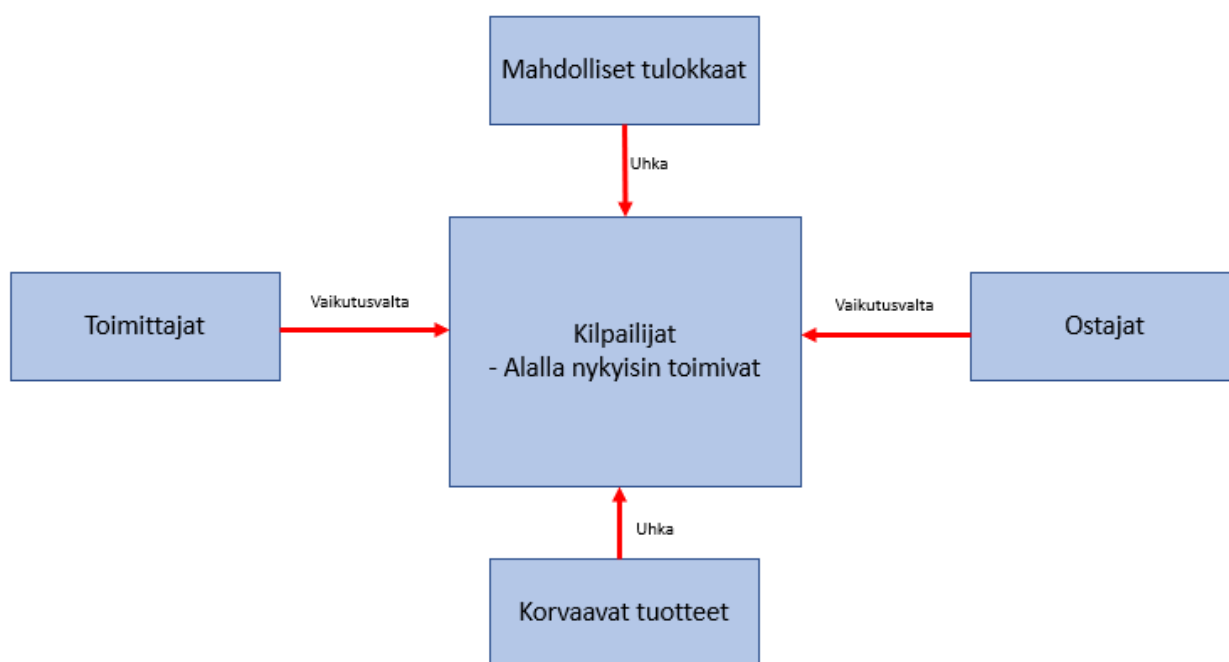 Mahdolliset tulokkaat
Uhka
Toimittajat
Vaikutusvalta
Kilpailijat
- Alalla nykyisin toimivat
Vaikutusvalta
Ostajat
Uhka
Korvaavat tuotteet